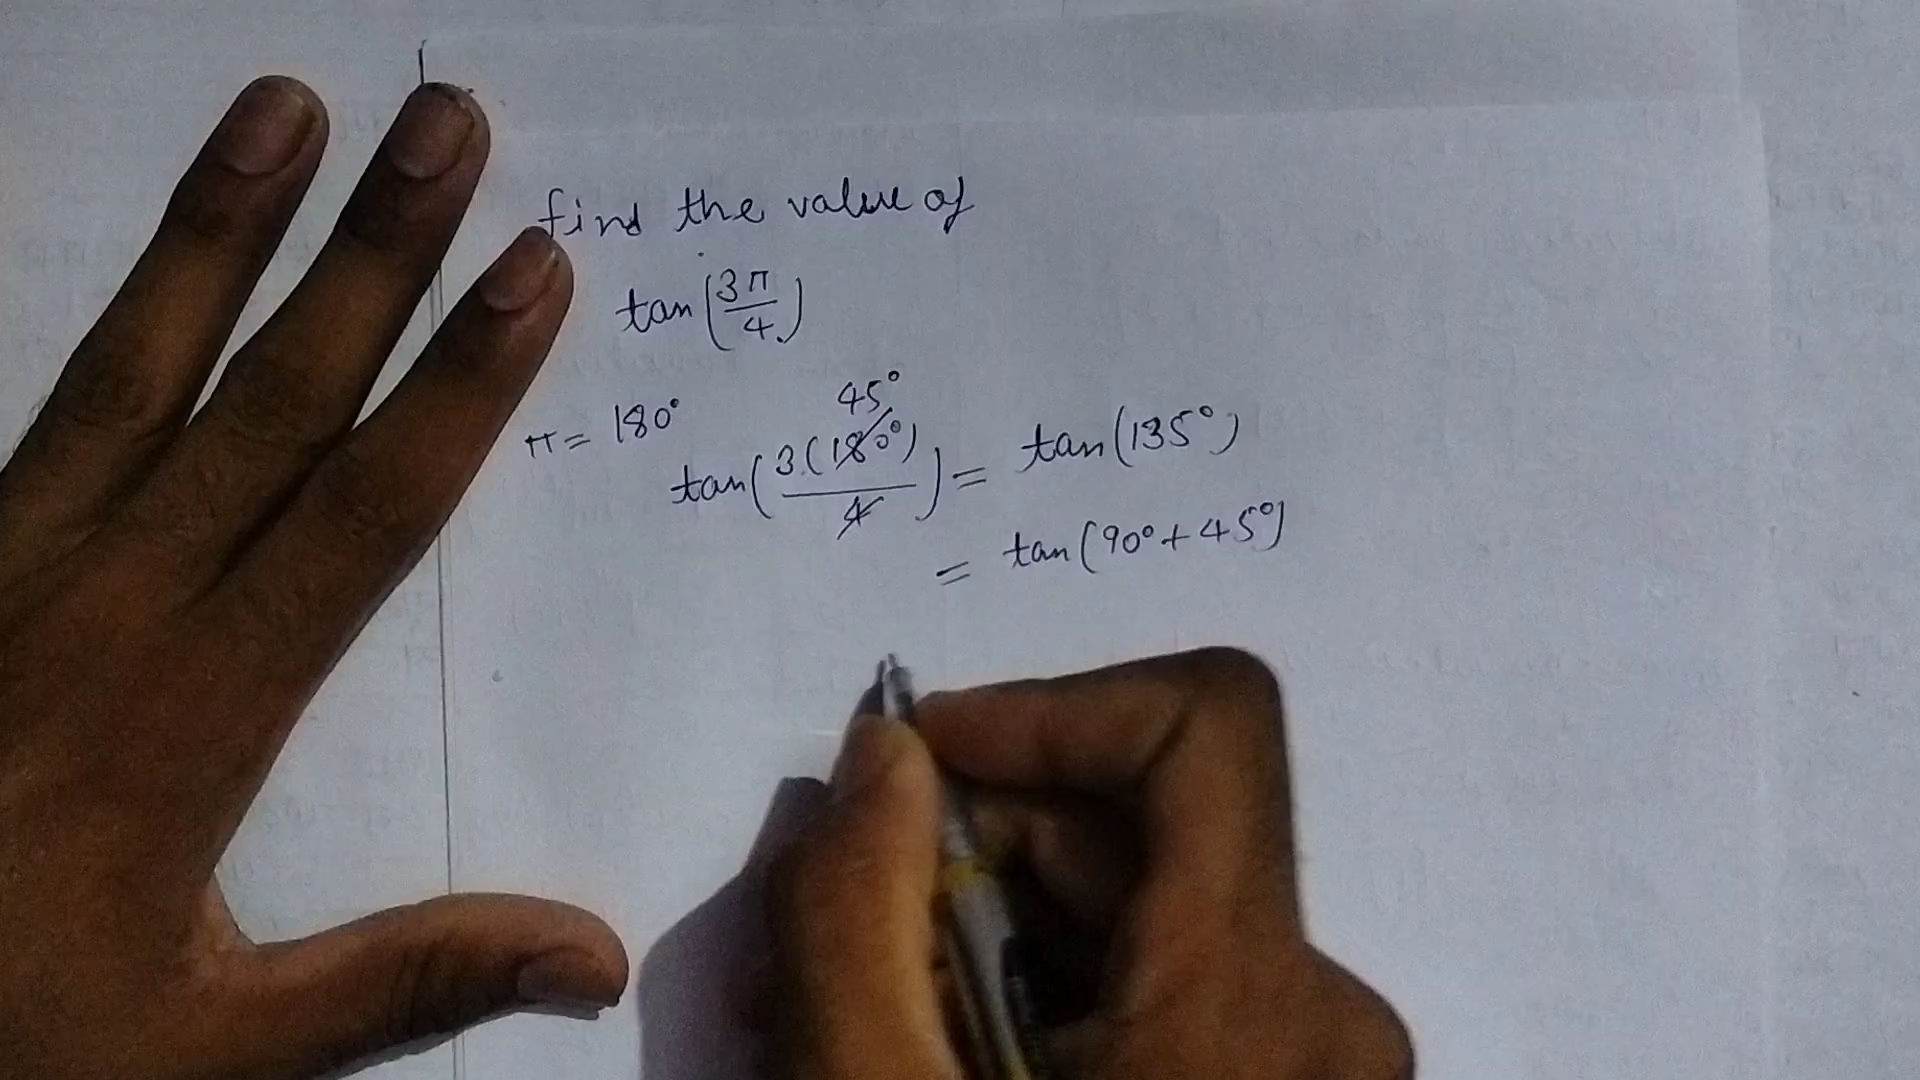 find the value of
tan(3π/4)
π = 180°
45°
tan(3(180°)/4) = tan(135°)
= tan(90°+45°)